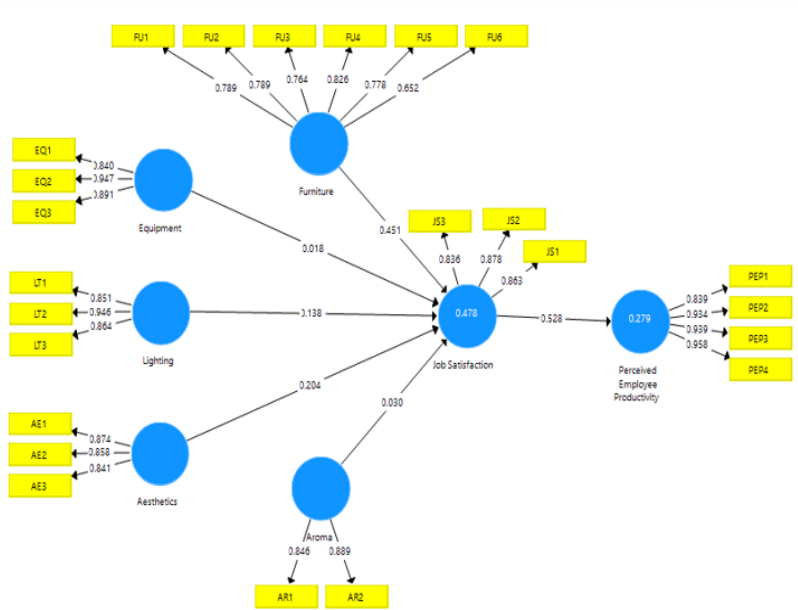 FU1 FU2 FU3 FU4 FU5 FU6
0.789 0.789 0.764 0.826 0.778 0.652
Furniture
EQ1
EQ2
EQ3
0.840
0.947
0.891
Equipment
0.451
0.018
JS3 JS2 JS1
0.836 0.878 0.863
LT1
LT2
LT3
0.851
0.946
0.864
Lighting
0.138
0.478
Job Satisfaction
0.528
0.279
Perceived
Employee
Productivity
0.839
0.934
0.939
0.958
PEP1
PEP2
PEP3
PEP4
0.204
0.030
AE1
AE2
AE3
0.874
0.858
0.841
Aesthetics
Aroma
0.846 0.889
AR1 AR2